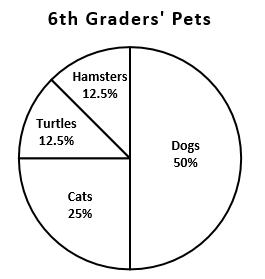 6th Graders' Pets
Hamsters
12.5%
Turtles
12.5%
Dogs
50%
Cats
25%